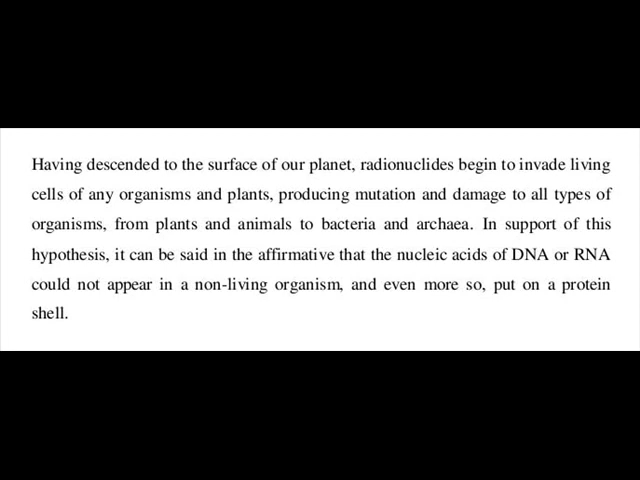 Having descended to the surface of our planet, radionuclides begin to invade living
cells of any organisms and plants, producing mutation and damage to all types of
organisms, from plants and animals to bacteria and archaea. In support of this
hypothesis, it can be said in the affirmative that the nucleic acids of DNA or RNA
could not appear in a non-living organism, and even more so, put on a protein
shell.